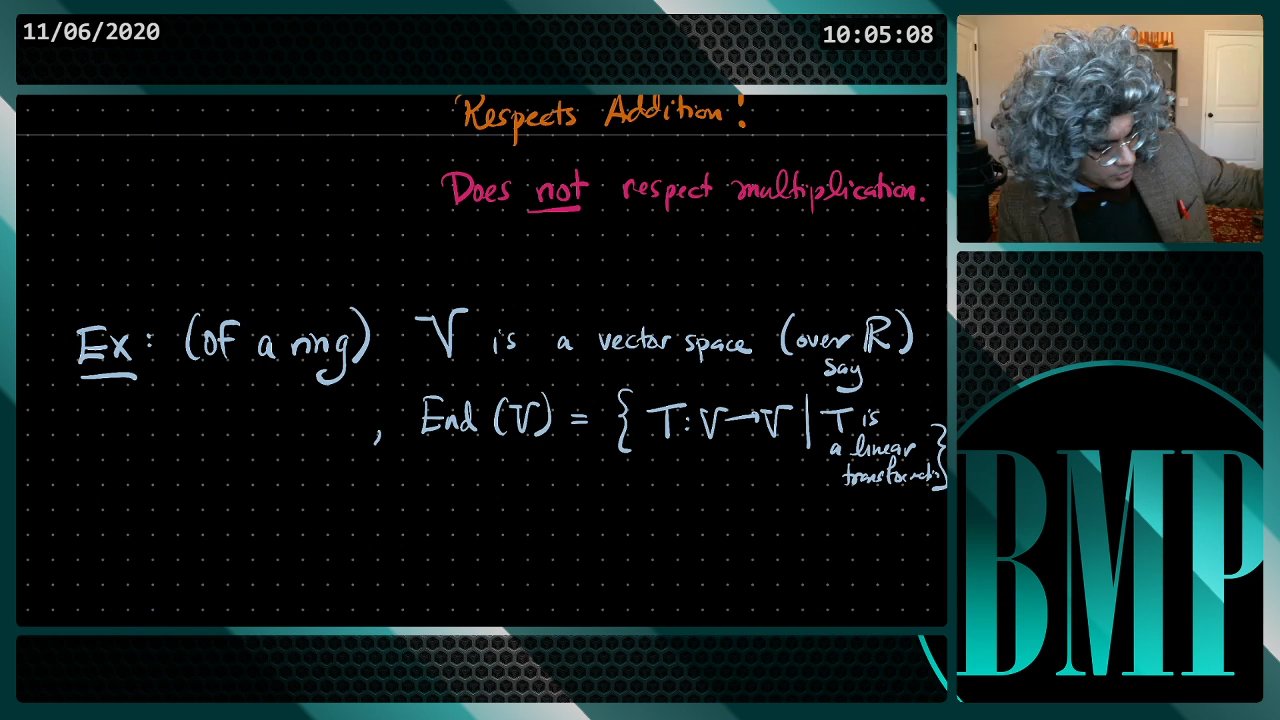 11/06/2020
10:05:08
Respects Addition!
Does not respect multiplication.
Ex: (of a ring) V is a vector space (over ℝ)
say
, End (V) = { T: V→V | T is
a linear
transformation }
BMP